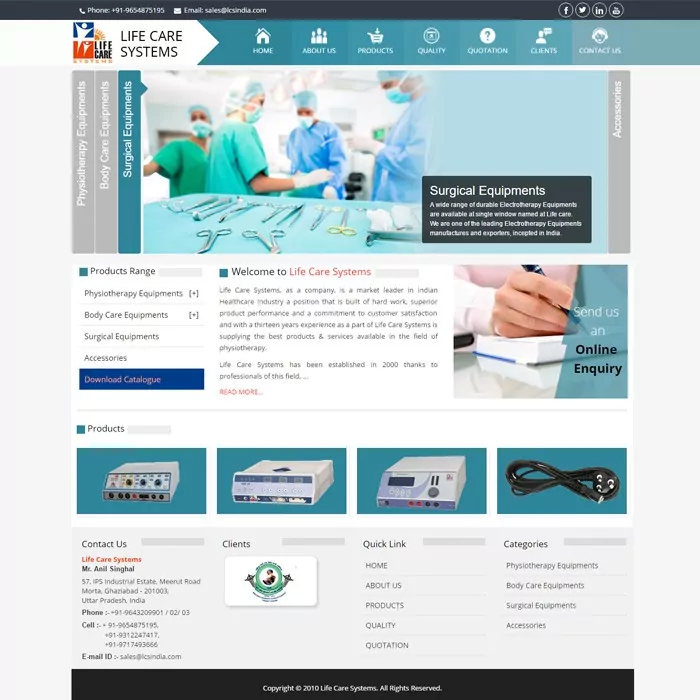 Phone: +91-9654875195
Email: sales@lcsindia.com
LIFE CARE
SYSTEMS
LIFE CARE
SYSTEMS
HOME
ABOUT US
PRODUCTS
QUALITY
QUOTATION
CLIENTS
CONTACT US
Physiotherapy Equipments
Body Care Equipments
Surgical Equipments
Surgical Equipments
A wide range of durable Electrotherapy Equipments
are available at single window named at Life care.
We are one of the leading Electrotherapy Equipments
manufactures and exporters, incepted in India.
Accessories
Products Range
Physiotherapy Equipments [+]
Body Care Equipments [+]
Surgical Equipments
Accessories
Download Catalogue
Welcome to Life Care Systems
Life Care Systems, as a company, is a market leader in indian
Healthcare Industry a position that is built of hard work, superior
product performance and a commitment to customer satisfaction
and with a thirteen years experience as a part of Life Care Systems is
supplying the best products & services available in the field of
physiotherapy.
Life Care Systems has been established in 2000 thanks to
professionals of this field, ...
READ MORE...
Send us
an
Online
Enquiry
Products
Contact Us
Life Care Systems
Mr. Anil Singhal
57, IPS Industrial Estate, Meerut Road
Morta, Ghaziabad - 201003,
Uttar Pradesh, India
Phone :- +91-9643209901 / 02/ 03
Cell :- + 91-9654875195,
+91-9312247417,
+91-9717493666
E-mail ID :- sales@lcsindia.com
Clients
Quick Link
HOME
ABOUT US
PRODUCTS
QUALITY
QUOTATION
Categories
Physiotherapy Equipments
Body Care Equipments
Surgical Equipments
Accessories
Copyright © 2010 Life Care Systems. All Rights Reserved.